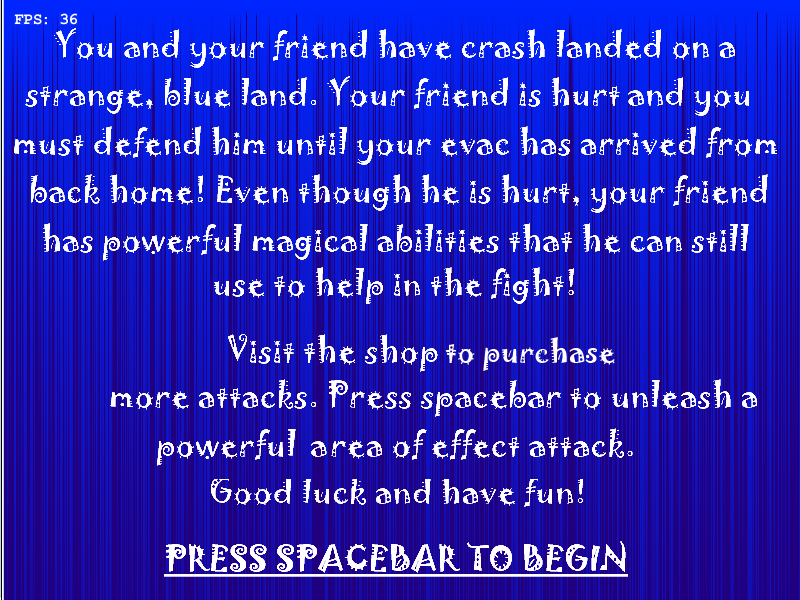 FPS: 36
You and your friend have crash landed on a
strange, blue land. Your friend is hurt and you
must defend him until your evac has arrived from
back home! Even though he is hurt, your friend
has powerful magical abilities that he can still
use to help in the fight!
Visit the shop to purchase
more attacks. Press spacebar to unleash a
powerful area of effect attack.
Good luck and have fun!
PRESS SPACEBAR TO BEGIN